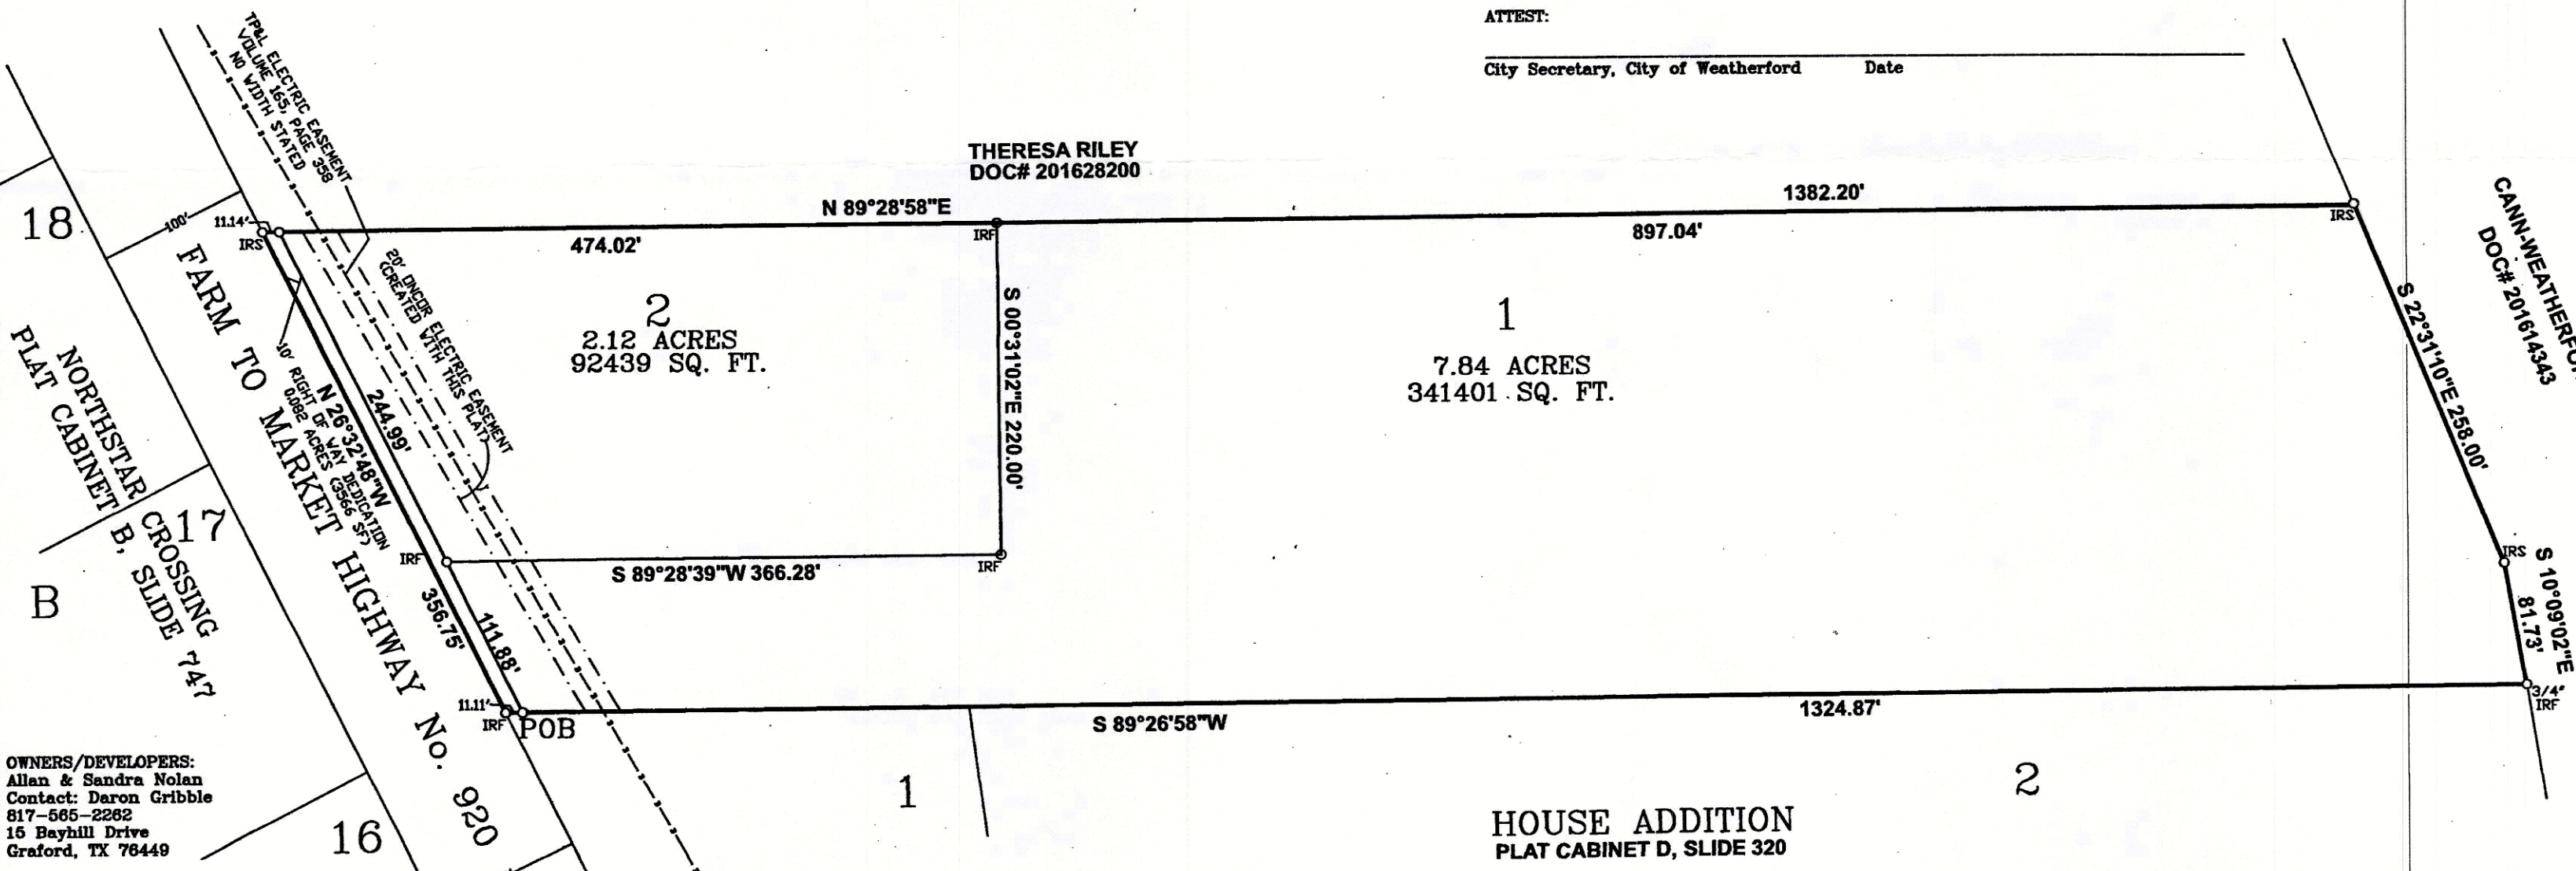 ATTEST:
City Secretary, City of Weatherford Date
TP&L ELECTRIC EASEMENT
VOLUME 165, PAGE 358
NO WIDTH STATED
THERESA RILEY
DOC# 201628200
18
100'
11.14'
IRS
N 89°28'58"E
474.02'
IRF
1382.20'
897.04'
IRS
CANN-WEATHERFORD
DOC# 201614343
FARM TO MARKET HIGHWAY No. 920
20' ONCOR ELECTRIC EASEMENT
(CREATED WITH THIS PLAT)
2
2.12 ACRES
92439 SQ. FT.
S 00°31'02"E 220.00'
1
7.84 ACRES
341401 SQ. FT.
S 22°31'10"E 258.00'
NORTHSTAR CROSSING
PLAT CABINET B, SLIDE 747
10' RIGHT OF WAY DEDICATION
0.082 ACRES (3566 SF)
N 26°32'48"W
356.75'
244.99'
17
IRF
S 89°28'39"W 366.28'
IRF
IRS
S 10°09'02"E
81.73'
B
111.88'
11.11'
IRF
POB
S 89°26'58"W
1324.87'
3/4"
IRF
OWNERS/DEVELOPERS:
Allan & Sandra Nolan
Contact: Daron Gribble
817-565-2262
15 Bayhill Drive
Graford, TX 76449
16
1
2
HOUSE ADDITION
PLAT CABINET D, SLIDE 320